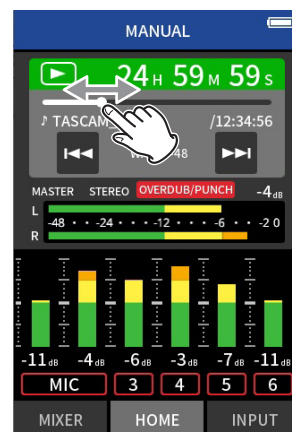 MANUAL
24H 59M 59S
♪ TASCAM /12:34:56
48
MASTER STEREO OVERDUB/PUNCH -4dB
L
-48 -24 -12 -6 -2 0
R
-11dB -4dB -6dB -3dB -7dB -11dB
MIC 3 4 5 6
MIXER HOME INPUT